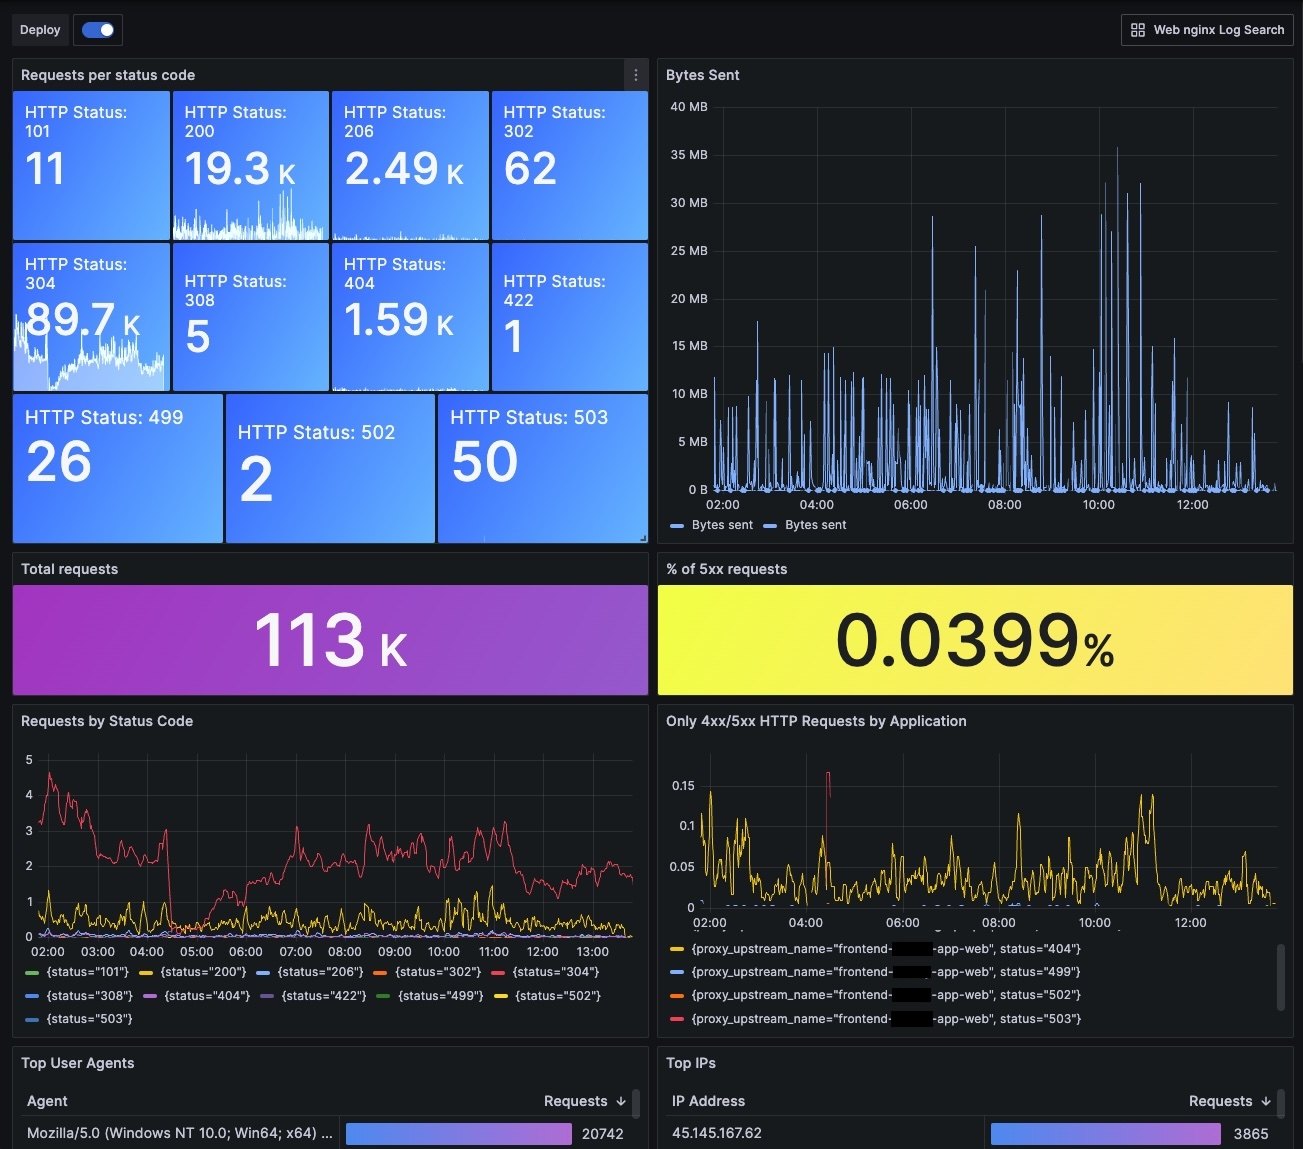 Deploy
Web nginx Log Search
Requests per status code
HTTP Status:
101
11
HTTP Status:
200
19.3 K
HTTP Status:
206
2.49 K
HTTP Status:
302
62
HTTP Status:
304
89.7 K
HTTP Status:
308
5
HTTP Status:
404
1.59 K
HTTP Status:
422
1
HTTP Status: 499
26
HTTP Status: 502
2
HTTP Status: 503
50
Bytes Sent
40 MB
35 MB
30 MB
25 MB
20 MB
15 MB
10 MB
5 MB
0 B
02:00 04:00 06:00 08:00 10:00 12:00
Bytes sent Bytes sent
Total requests
113 K
% of 5xx requests
0.0399%
Requests by Status Code
5
4
3
2
1
0
02:00 03:00 04:00 05:00 06:00 07:00 08:00 09:00 10:00 11:00 12:00 13:00
{status="101"} {status="200"} {status="206"} {status="302"} {status="304"}
{status="308"} {status="404"} {status="422"} {status="499"} {status="502"}
{status="503"}
Only 4xx/5xx HTTP Requests by Application
0.15
0.1
0.05
0
02:00 04:00 06:00 08:00 10:00 12:00
{proxy_upstream_name="frontend- -app-web", status="404"}
{proxy_upstream_name="frontend- -app-web", status="499"}
{proxy_upstream_name="frontend- -app-web", status="502"}
{proxy_upstream_name="frontend- -app-web", status="503"}
Top User Agents
Agent Requests ↓
Mozilla/5.0 (Windows NT 10.0; Win64; x64) ... 20742
Top IPs
IP Address Requests ↓
45.145.167.62 3865